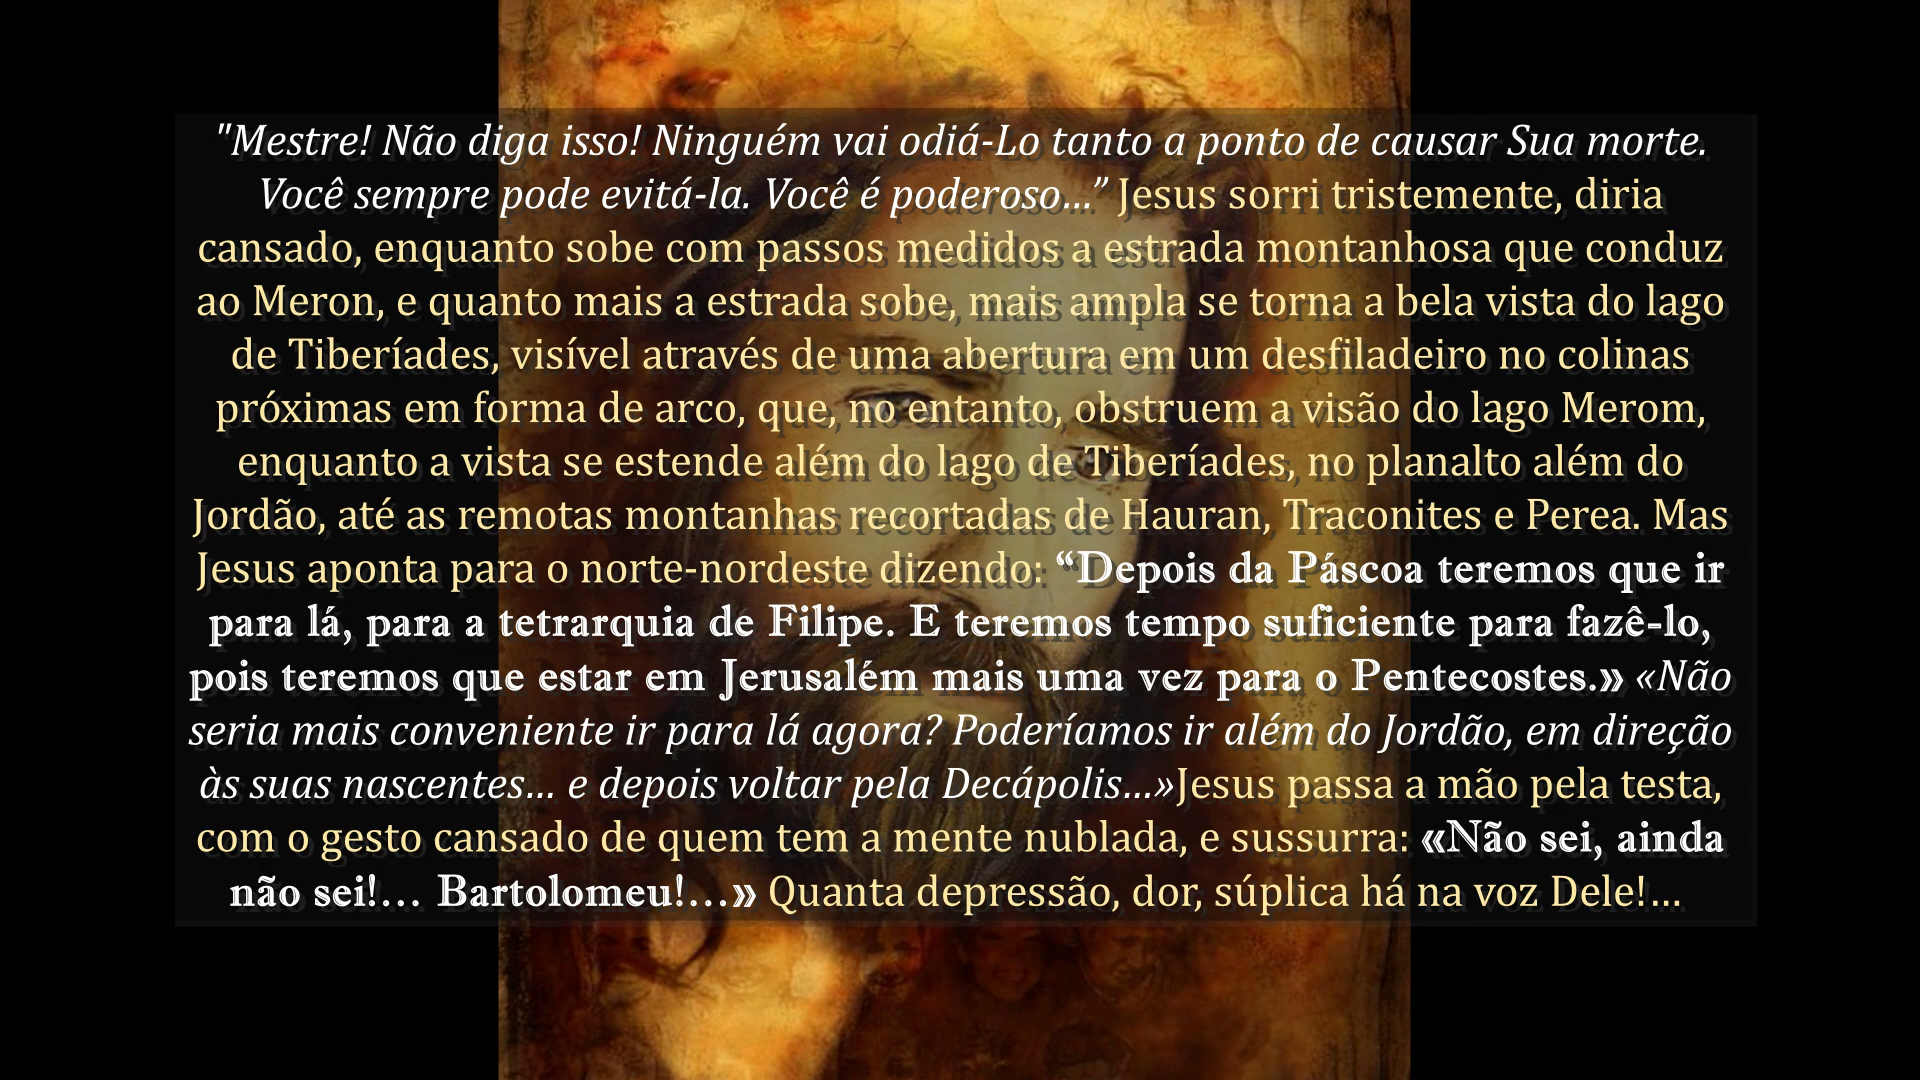 "Mestre! Não diga isso! Ninguém vai odiá-Lo tanto a ponto de causar Sua morte.
Você sempre pode evitá-la. Você é poderoso…” Jesus sorri tristemente, diria
cansado, enquanto sobe com passos medidos a estrada montanhosa que conduz
ao Meron, e quanto mais a estrada sobe, mais ampla se torna a bela vista do lago
de Tiberíades, visível através de uma abertura em um desfiladeiro no colinas
próximas em forma de arco, que, no entanto, obstruem a visão do lago Merom,
enquanto a vista se estende além do lago de Tiberíades, no planalto além do
Jordão, até as remotas montanhas recortadas de Hauran, Traconites e Perea. Mas
Jesus aponta para o norte-nordeste dizendo: “Depois da Páscoa teremos que ir
para lá, para a tetrarquia de Filipe. E teremos tempo suficiente para fazê-lo,
pois teremos que estar em Jerusalém mais uma vez para o Pentecostes.» «Não
seria mais conveniente ir para lá agora? Poderíamos ir além do Jordão, em direção
às suas nascentes… e depois voltar pela Decápolis…»Jesus passa a mão pela testa,
com o gesto cansado de quem tem a mente nublada, e sussurra: «Não sei, ainda
não sei!… Bartolomeu!…» Quanta depressão, dor, súplica há na voz Dele!…